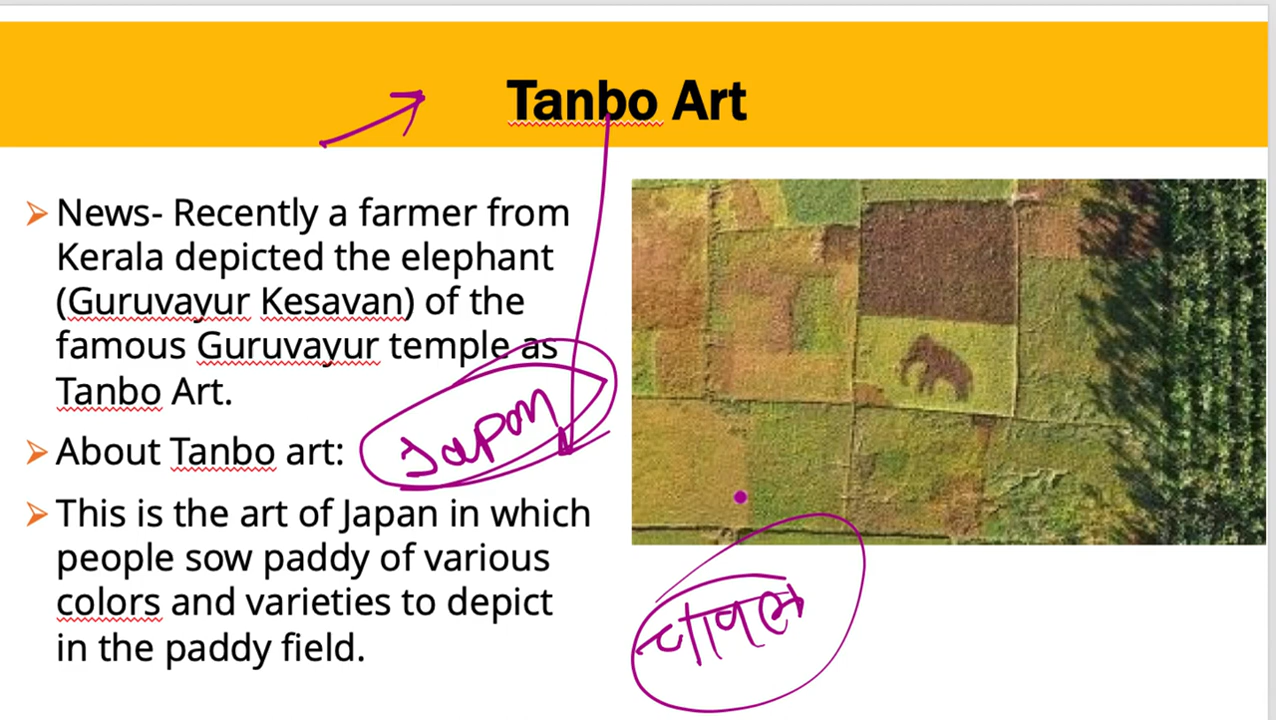 Tanbo Art
➢ News- Recently a farmer from
Kerala depicted the elephant
(Guruvayur Kesavan) of the
famous Guruvayur temple as
Tanbo Art.
➢ About Tanbo art:
Japan
➢ This is the art of Japan in which
people sow paddy of various
colors and varieties to depict
in the paddy field.
चावल